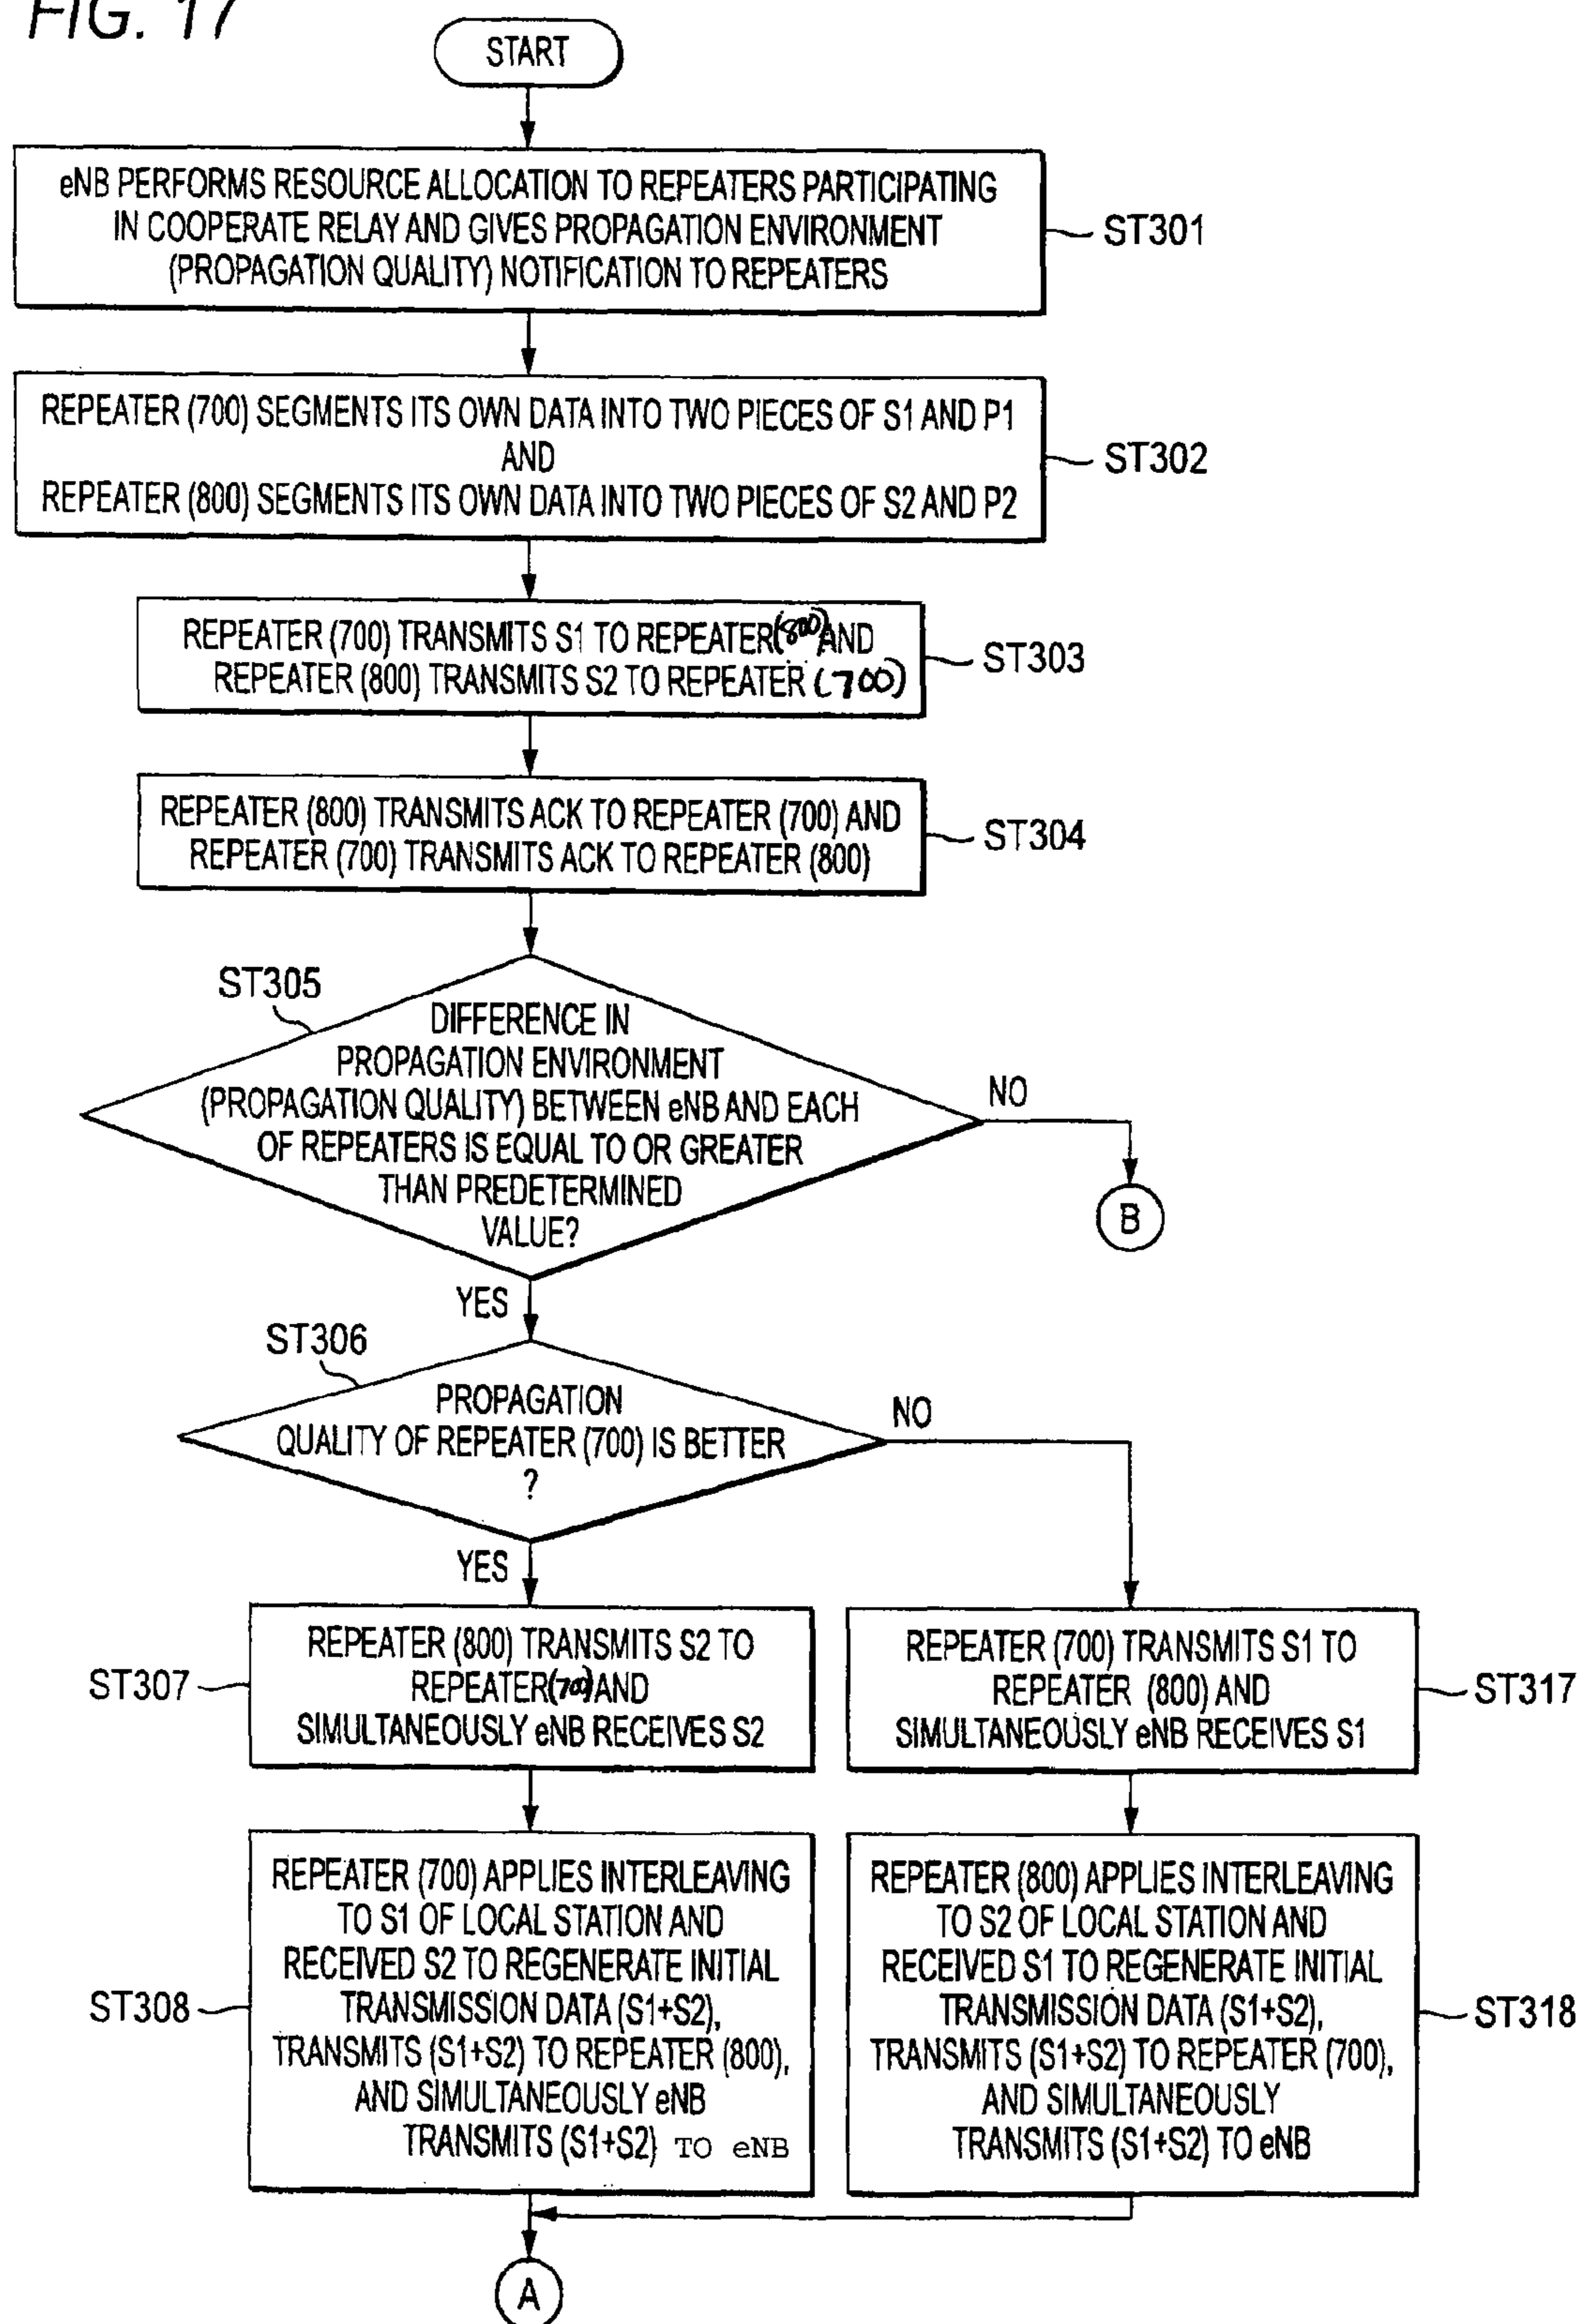 FIG. 17
START
eNB PERFORMS RESOURCE ALLOCATION TO REPEATERS PARTICIPATING
IN COOPERATE RELAY AND GIVES PROPAGATION ENVIRONMENT
(PROPAGATION QUALITY) NOTIFICATION TO REPEATERS
ST301
REPEATER (700) SEGMENTS ITS OWN DATA INTO TWO PIECES OF S1 AND P1
AND
REPEATER (800) SEGMENTS ITS OWN DATA INTO TWO PIECES OF S2 AND P2
ST302
REPEATER (700) TRANSMITS S1 TO REPEATER(800)AND
REPEATER (800) TRANSMITS S2 TO REPEATER (700)
ST303
REPEATER (800) TRANSMITS ACK TO REPEATER (700) AND
REPEATER (700) TRANSMITS ACK TO REPEATER (800)
ST304
ST305
DIFFERENCE IN
PROPAGATION ENVIRONMENT
(PROPAGATION QUALITY) BETWEEN eNB AND EACH
OF REPEATERS IS EQUAL TO OR GREATER
THAN PREDETERMINED
VALUE?
NO
B
YES
ST306
PROPAGATION
QUALITY OF REPEATER (700) IS BETTER
?
NO
YES
ST307
REPEATER (800) TRANSMITS S2 TO
REPEATER(700)AND
SIMULTANEOUSLY eNB RECEIVES S2
REPEATER (700) TRANSMITS S1 TO
REPEATER (800) AND
SIMULTANEOUSLY eNB RECEIVES S1
ST317
ST308
REPEATER (700) APPLIES INTERLEAVING
TO S1 OF LOCAL STATION AND
RECEIVED S2 TO REGENERATE INITIAL
TRANSMISSION DATA (S1+S2),
TRANSMITS (S1+S2) TO REPEATER (800),
AND SIMULTANEOUSLY eNB
TRANSMITS (S1+S2) TO eNB
REPEATER (800) APPLIES INTERLEAVING
TO S2 OF LOCAL STATION AND
RECEIVED S1 TO REGENERATE INITIAL
TRANSMISSION DATA (S1+S2),
TRANSMITS (S1+S2) TO REPEATER (700),
AND SIMULTANEOUSLY
TRANSMITS (S1+S2) TO eNB
ST318
A